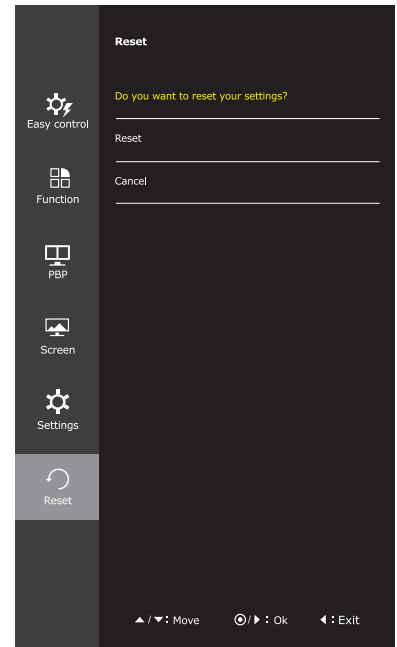 Reset
Do you want to reset your settings?
Reset
Cancel
Easy control
Function
PBP
Screen
Settings
Reset
▲/▼: Move ⦿/▶: Ok ◀: Exit